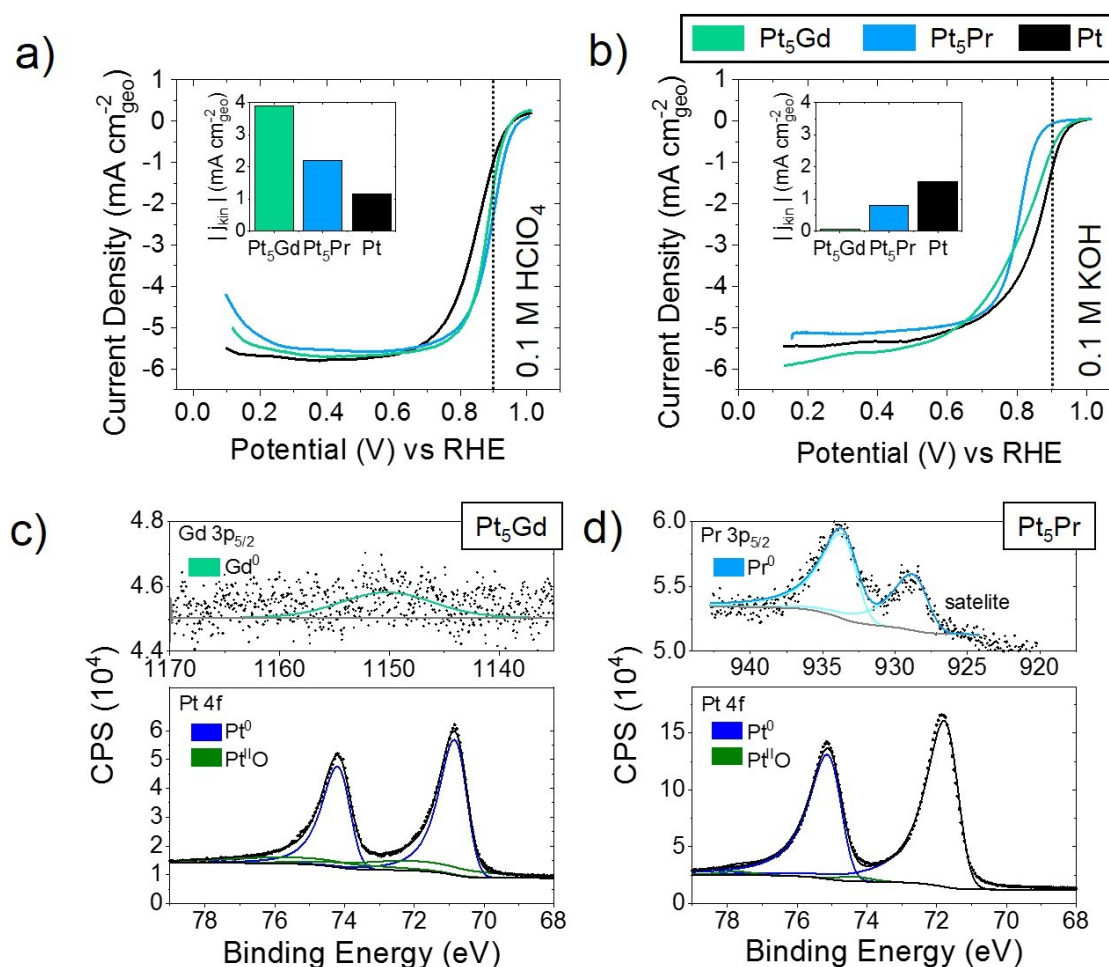 Pt₅Gd Pt₅Pr Pt
a)
Current Density (mA cm⁻²geo)
1
0
-1
-2
-3
-4
-5
-6
0.0 0.2 0.4 0.6 0.8 1.0
Potential (V) vs RHE
| jkin | (mA cm⁻²geo)
4
3
2
1
0
Pt₅Gd Pt₅Pr Pt
0.1 M HClO₄
b)
Current Density (mA cm⁻²geo)
1
0
-1
-2
-3
-4
-5
-6
0.0 0.2 0.4 0.6 0.8 1.0
Potential (V) vs RHE
| jkin | (mA cm⁻²geo)
4
3
2
1
0
Pt₅Gd Pt₅Pr Pt
0.1 M KOH
c)
Pt₅Gd
4.8
4.6
4.4
Gd 3p₅/₂
Gd⁰
1170 1160 1150 1140
CPS (10⁴)
Pt 4f
Pt⁰
PtᴵᴵO
6
5
4
3
2
1
0
78 76 74 72 70 68
Binding Energy (eV)
d)
Pt₅Pr
6.0
5.5
5.0
Pr 3p₅/₂
Pr⁰
satelite
940 935 930 925 920
CPS (10⁴)
Pt 4f
Pt⁰
PtᴵᴵO
15
10
5
0
78 76 74 72 70 68
Binding Energy (eV)